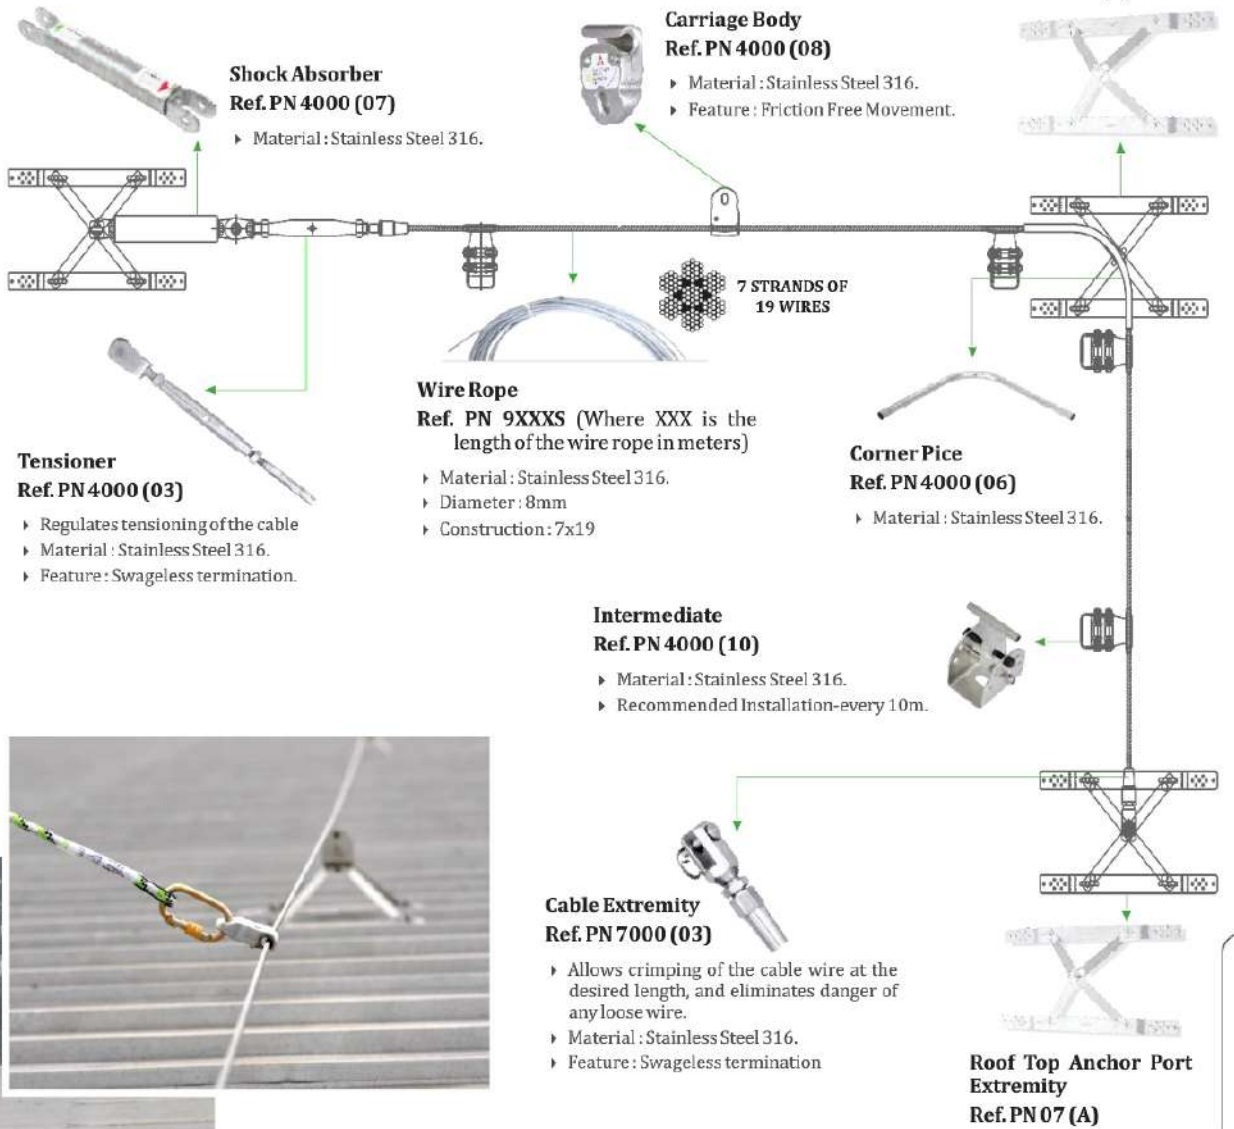 Carriage Body
Ref. PN 4000 (08)
▸ Material : Stainless Steel 316.
▸ Feature : Friction Free Movement.
Shock Absorber
Ref. PN 4000 (07)
▸ Material : Stainless Steel 316.
7 STRANDS OF
19 WIRES
Wire Rope
Ref. PN 9XXXS (Where XXX is the
length of the wire rope in meters)
▸ Material : Stainless Steel 316.
▸ Diameter : 8mm
▸ Construction : 7x19
Tensioner
Ref. PN 4000 (03)
▸ Regulates tensioning of the cable
▸ Material : Stainless Steel 316.
▸ Feature : Swageless termination.
Corner Pice
Ref. PN 4000 (06)
▸ Material : Stainless Steel 316.
Intermediate
Ref. PN 4000 (10)
▸ Material : Stainless Steel 316.
▸ Recommended Installation-every 10m.
Cable Extremity
Ref. PN 7000 (03)
▸ Allows crimping of the cable wire at the
desired length, and eliminates danger of
any loose wire.
▸ Material : Stainless Steel 316.
▸ Feature : Swageless termination
Roof Top Anchor Port
Extremity
Ref. PN 07 (A)